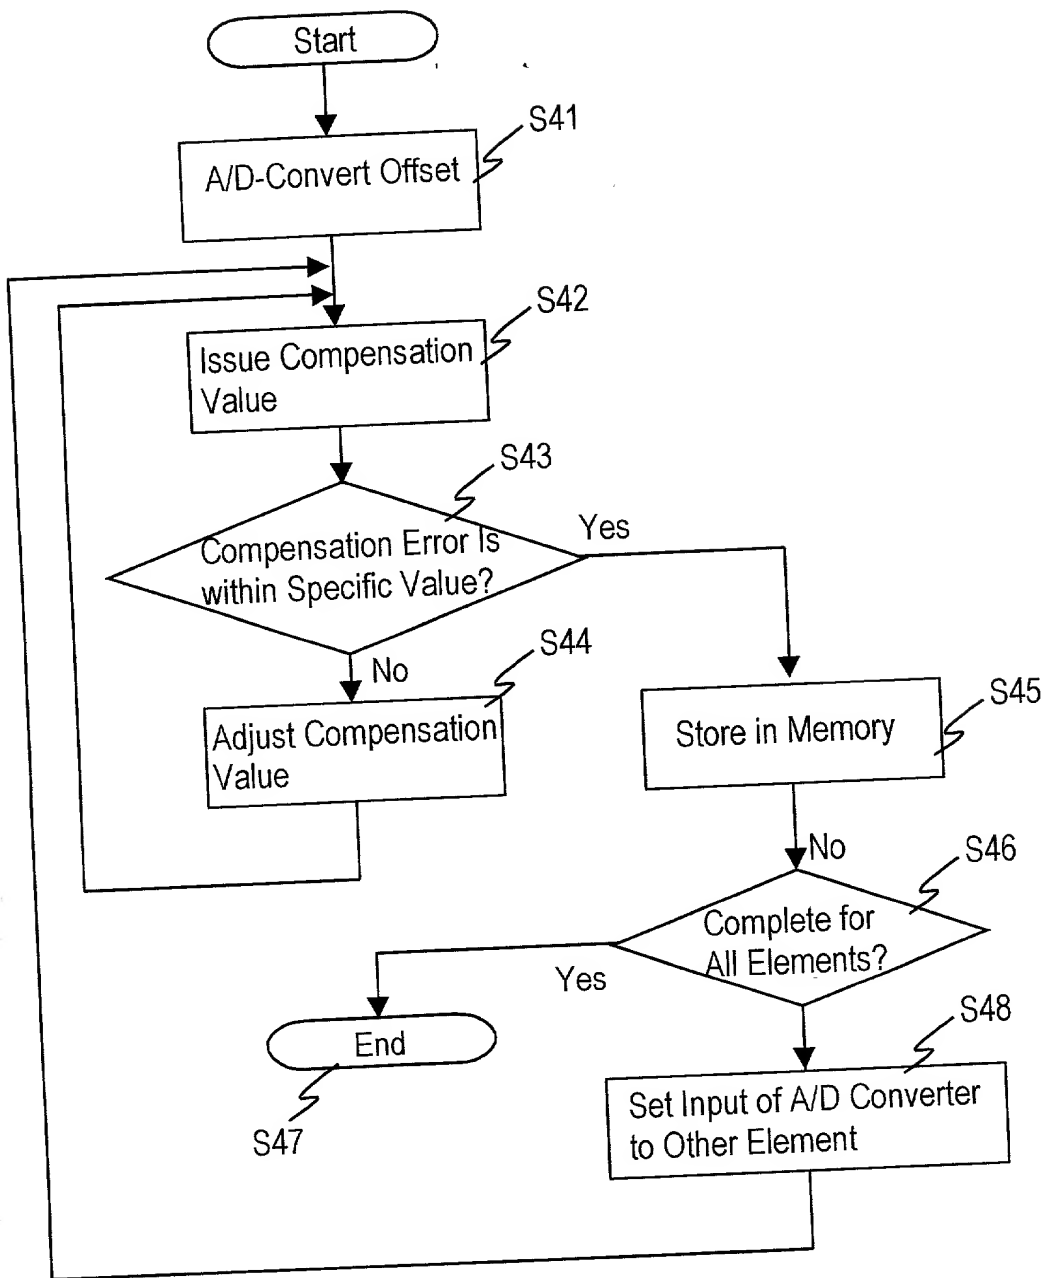 Start
S41
A/D-Convert Offset
S42
Issue Compensation
Value
S43
Compensation Error Is
within Specific Value?
Yes
No
S44
Adjust Compensation
Value
S45
Store in Memory
No
S46
Complete for
All Elements?
Yes
End
S47
S48
Set Input of A/D Converter
to Other Element